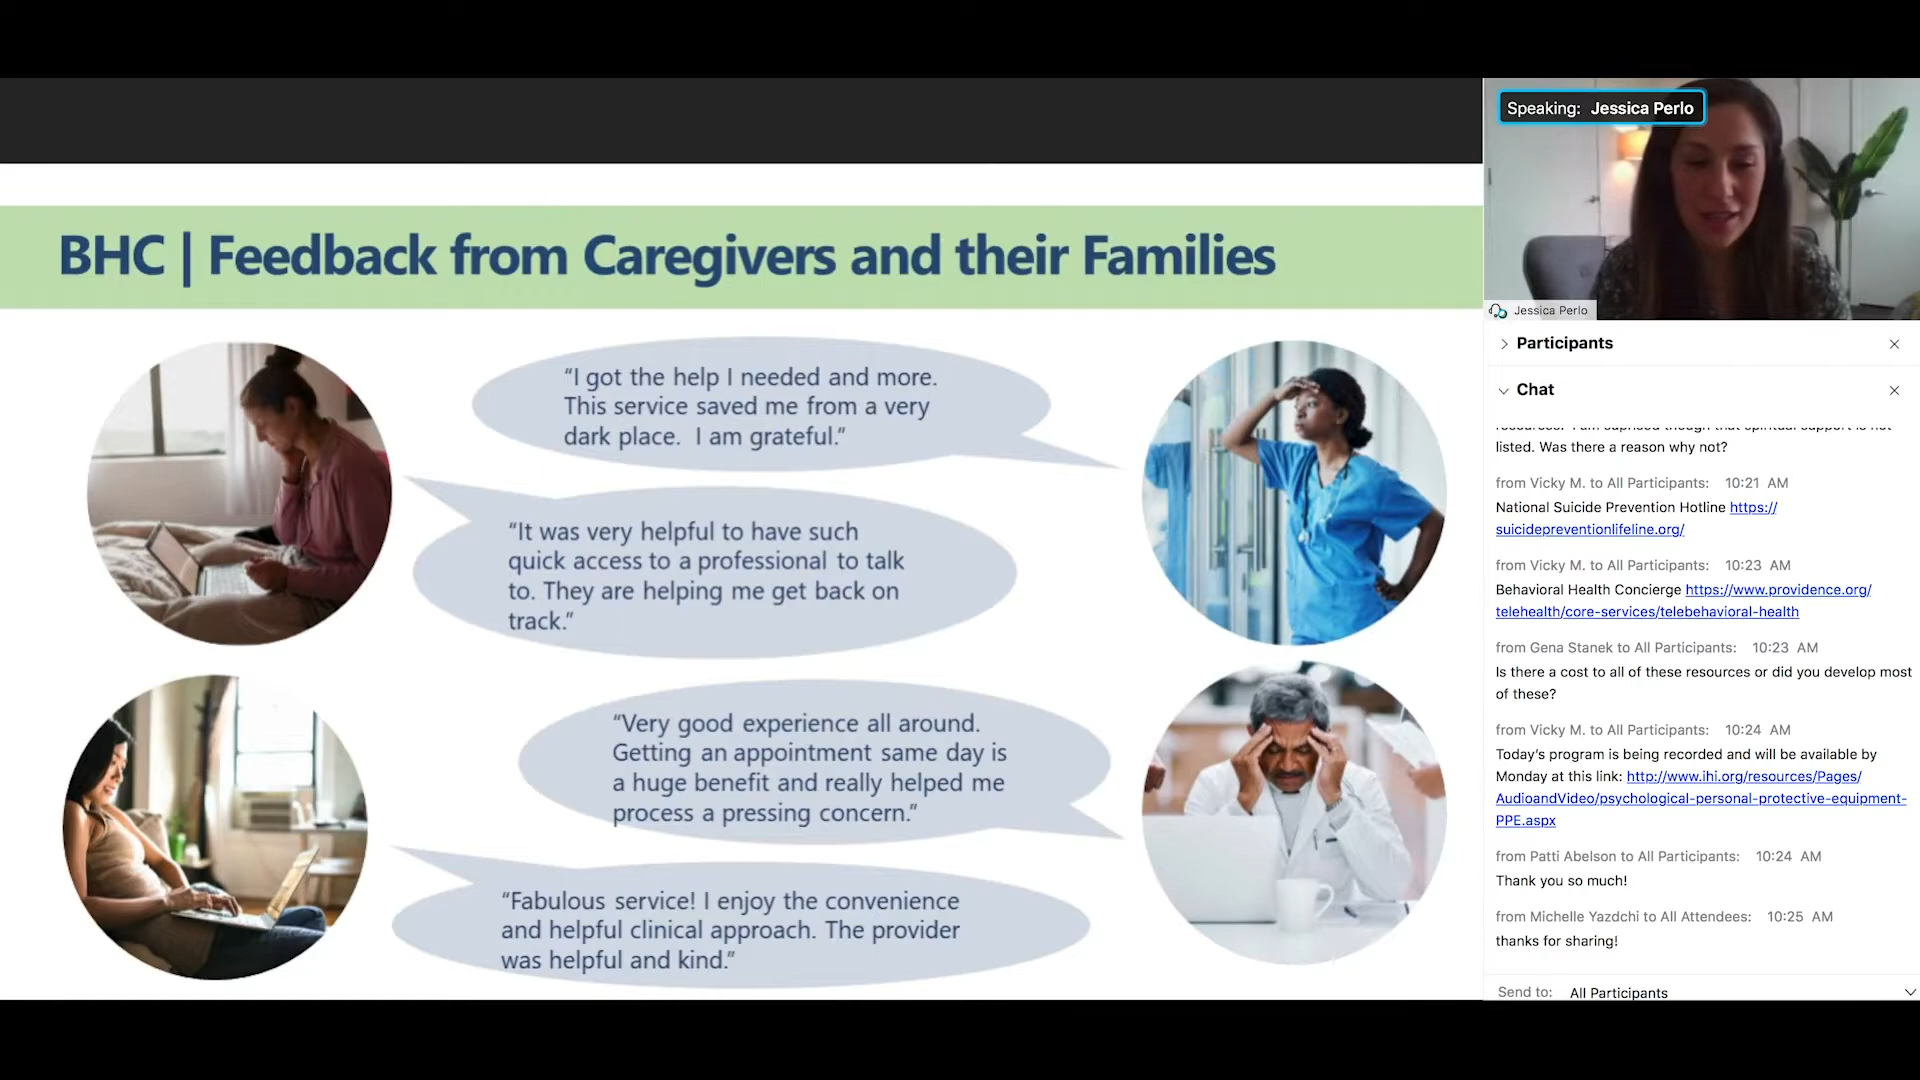 BHC | Feedback from Caregivers and their Families
“I got the help I needed and more.
This service saved me from a very
dark place.  I am grateful.”
“It was very helpful to have such
quick access to a professional to talk
to. They are helping me get back on
track.”
“Very good experience all around.
Getting an appointment same day is
a huge benefit and really helped me
process a pressing concern.”
“Fabulous service! I enjoy the convenience
and helpful clinical approach. The provider
was helpful and kind.”
Speaking: Jessica Perlo
Jessica Perlo
Participants
Chat
resources. I am suprised though that spiritual support is not
listed. Was there a reason why not?
from Vicky M. to All Participants: 10:21 AM
National Suicide Prevention Hotline https://
suicidepreventionlifeline.org/
from Vicky M. to All Participants: 10:23 AM
Behavioral Health Concierge https://www.providence.org/
telehealth/core-services/telebehavioral-health
from Gena Stanek to All Participants: 10:23 AM
Is there a cost to all of these resources or did you develop most
of these?
from Vicky M. to All Participants: 10:24 AM
Today's program is being recorded and will be available by
Monday at this link: http://www.ihi.org/resources/Pages/
AudioandVideo/psychological-personal-protective-equipment-
PPE.aspx
from Patti Abelson to All Participants: 10:24 AM
Thank you so much!
from Michelle Yazdchi to All Attendees: 10:25 AM
thanks for sharing!
Send to: All Participants